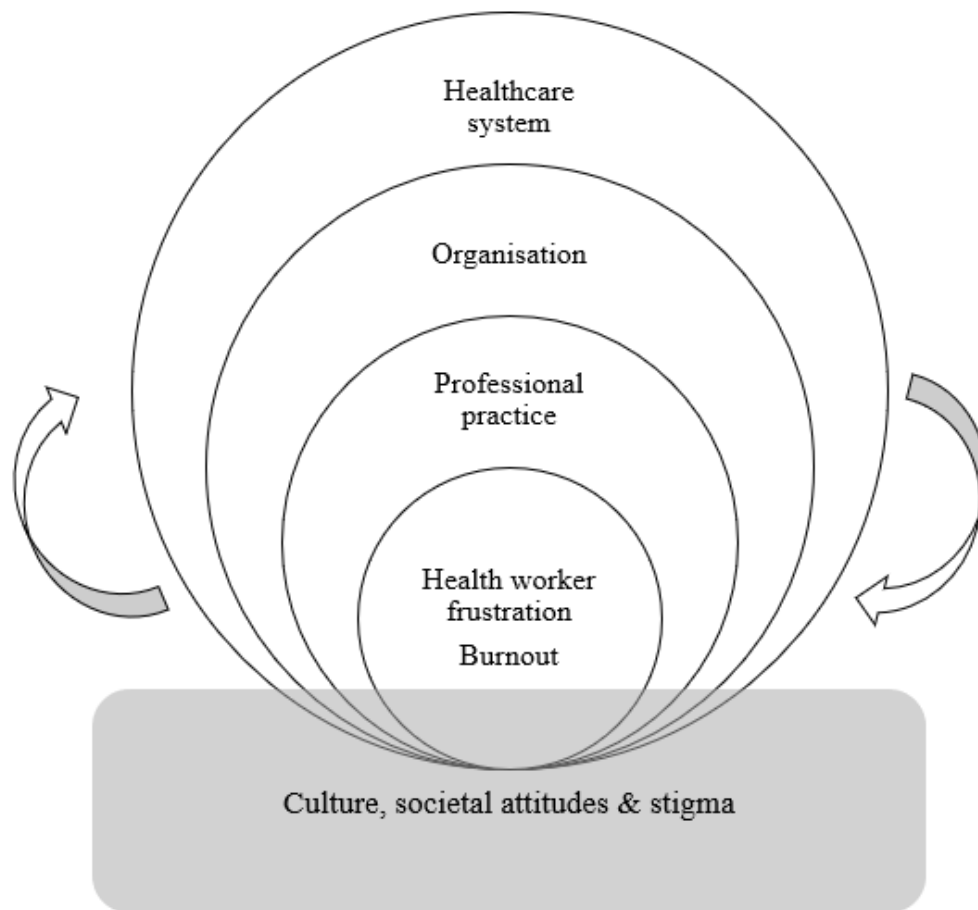 Healthcare
system
Organisation
Professional
practice
Health worker
frustration
Burnout
Culture, societal attitudes & stigma